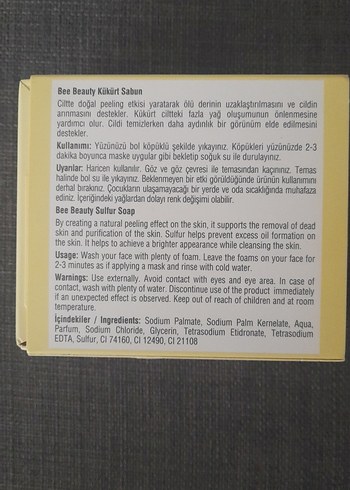 Bee Beauty Kükürt Sabun
Ciltte doğal peeling etkisi yaratarak ölü derinin uzaklaştırılmasını ve cildin
arınmasını destekler. Kükürt ciltteki fazla yağ oluşumunun önlenmesine
yardımcı olur. Cildi temizlerken daha aydınlık bir görünüm elde edilmesini
destekler.
Kullanımı: Yüzünüzü bol köpüklü şekilde yıkayınız. Köpükleri yüzünüzde 2-3
dakika boyunca maske uygular gibi bekletip soğuk su ile durulayınız.
Uyarılar: Haricen kullanılır. Göz ve göz çevresi ile temasından kaçınınız. Temas
halinde bol su ile yıkayınız. Beklenmeyen bir etki görüldüğünde ürünün kullanımını
derhal bırakınız. Çocukların ulaşamayacağı bir yerde ve oda sıcaklığında muhafaza
ediniz. İçeriğindeki yağlardan dolayı renk değişimi olabilir.
Bee Beauty Sulfur Soap
By creating a natural peeling effect on the skin, it supports the removal of dead
skin and purification of the skin. Sulfur helps prevent excess oil formation on
the skin. It helps to achieve a brighter appearance while cleansing the skin.
Usage: Wash your face with plenty of foam. Leave the foams on your face for
2-3 minutes as if applying a mask and rinse with cold water.
Warnings: Use externally. Avoid contact with eyes and eye area. In case of
contact, wash with plenty of water. Discontinue use of the product immediately
if an unexpected effect is observed. Keep out of reach of children and at room
temperature.
İçindekiler / Ingredients: Sodium Palmate, Sodium Palm Kernelate, Aqua,
Parfum, Sodium Chloride, Glycerin, Tetrasodium Etidronate, Tetrasodium
EDTA, Sulfur, CI 74160, CI 12490, CI 21108